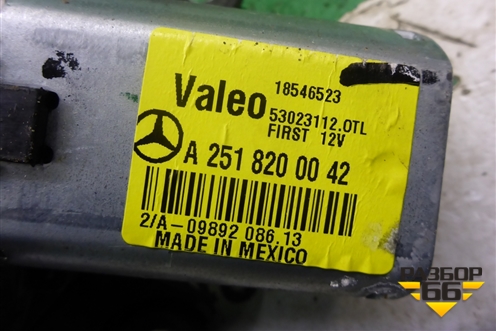 Valeo
18546523
53023112.OTL
FIRST 12V
A 251 820 00 42
2/A-09892 086.13
MADE IN MEXICO
РАЗБОР
66